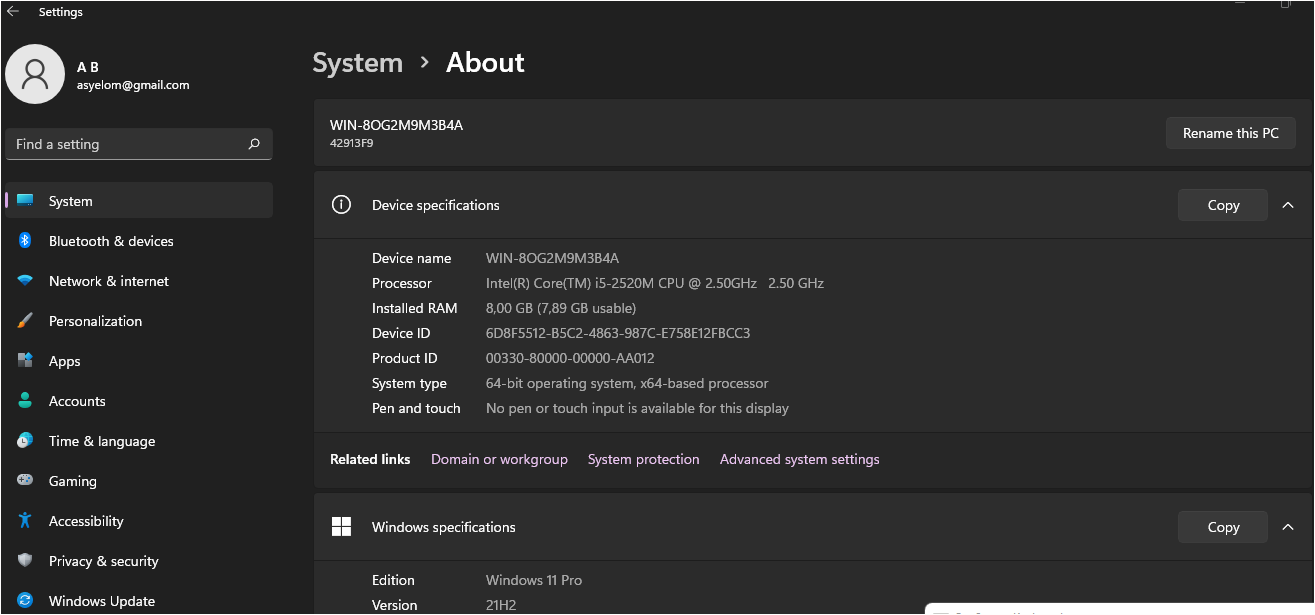 Settings
A B
asyelom@gmail.com
Find a setting
System
Bluetooth & devices
Network & internet
Personalization
Apps
Accounts
Time & language
Gaming
Accessibility
Privacy & security
Windows Update
System > About
WIN-8OG2M9M3B4A
42913F9
Rename this PC
Device specifications
Copy
Device name WIN-8OG2M9M3B4A
Processor Intel(R) Core(TM) i5-2520M CPU @ 2.50GHz 2.50 GHz
Installed RAM 8,00 GB (7,89 GB usable)
Device ID 6D8F5512-B5C2-4863-987C-E758E12FBCC3
Product ID 00330-80000-00000-AA012
System type 64-bit operating system, x64-based processor
Pen and touch No pen or touch input is available for this display
Related links Domain or workgroup System protection Advanced system settings
Windows specifications
Copy
Edition Windows 11 Pro
Version 21H2